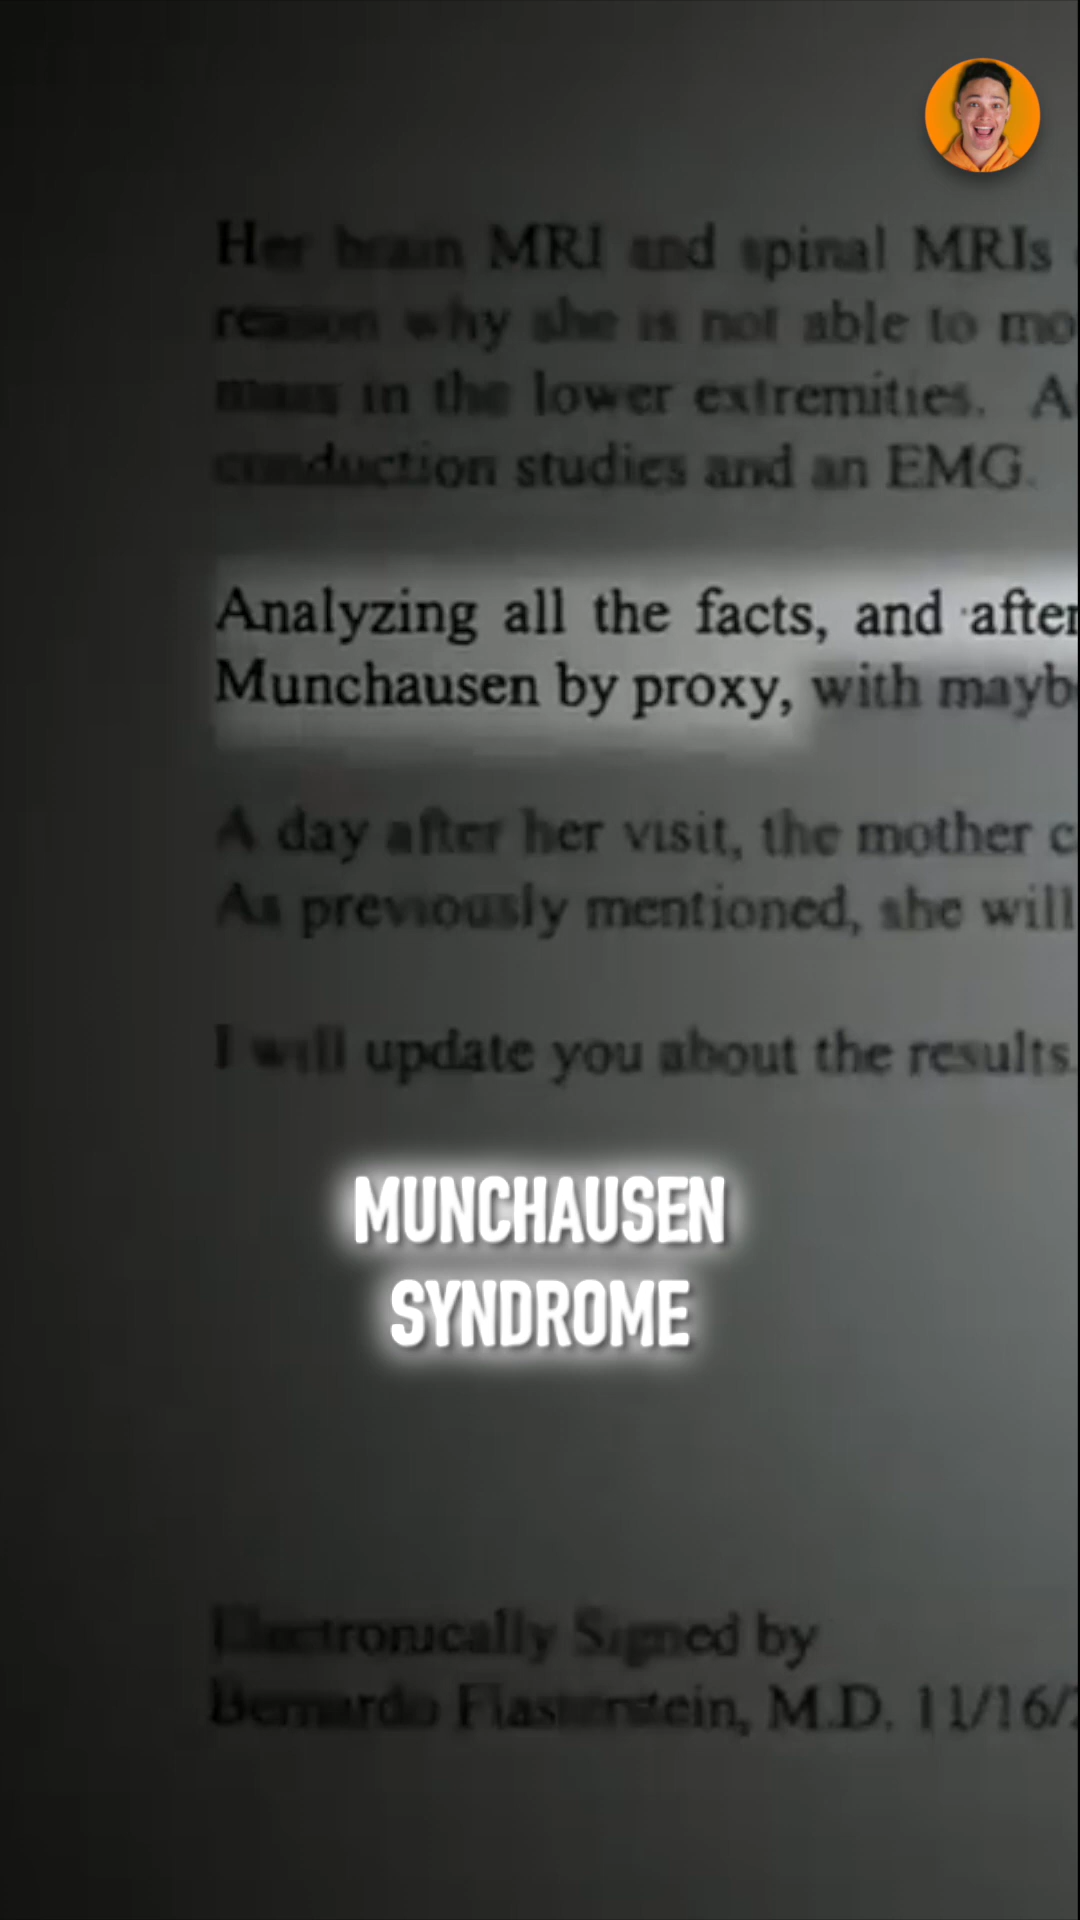 Her brain MRI and spinal MRIs
reason why she is not able to mo
mass in the lower extremities. A
conduction studies and an EMG.
Analyzing all the facts, and after
Munchausen by proxy, with mayb
A day after her visit, the mother c
As previously mentioned, she will
I will update you about the results.
MUNCHAUSEN
SYNDROME
Electronically Signed by
Bernardo Flasterstein, M.D. 11/16/